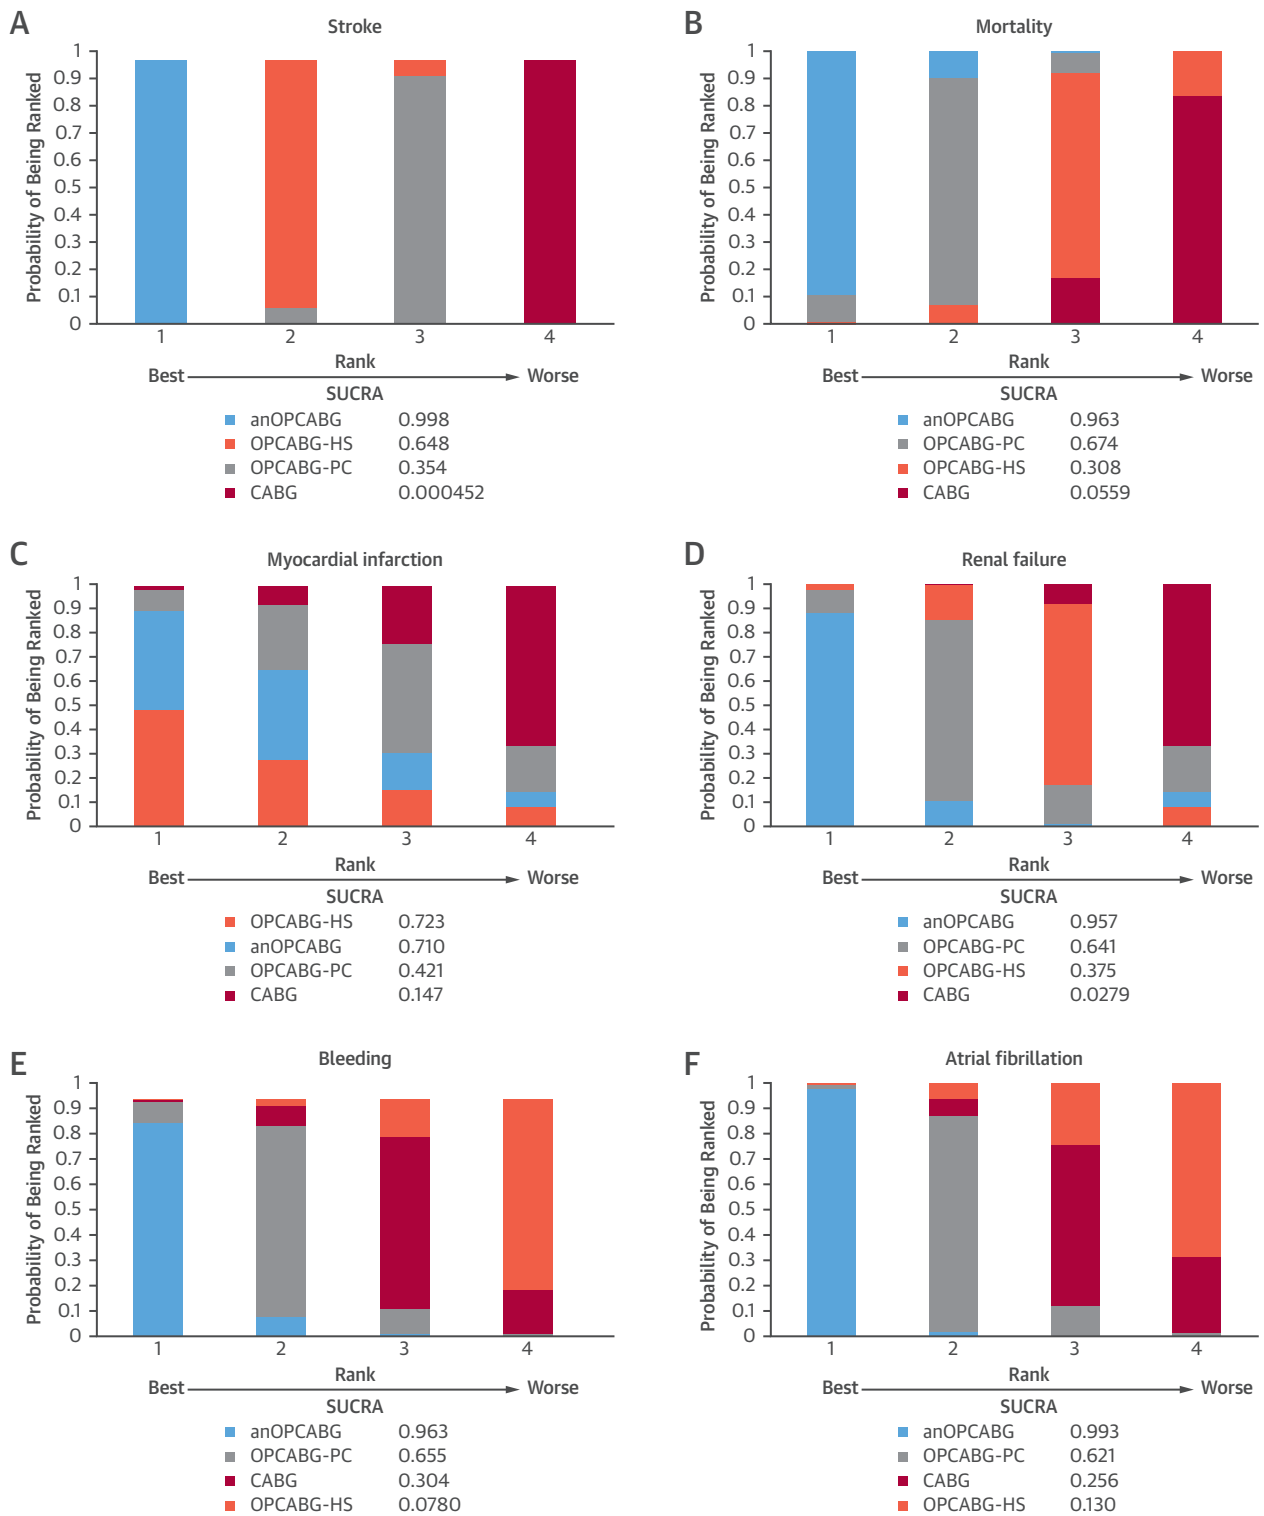 A
Stroke
Probability of Being Ranked
1
0.9
0.8
0.7
0.6
0.5
0.4
0.3
0.2
0.1
0
1 2 3 4
Rank
Best Worse
SUCRA
anOPCABG 0.998
OPCABG-HS 0.648
OPCABG-PC 0.354
CABG 0.000452
B
Mortality
Probability of Being Ranked
1
0.9
0.8
0.7
0.6
0.5
0.4
0.3
0.2
0.1
0
1 2 3 4
Rank
Best Worse
SUCRA
anOPCABG 0.963
OPCABG-PC 0.674
OPCABG-HS 0.308
CABG 0.0559
C
Myocardial infarction
Probability of Being Ranked
1
0.9
0.8
0.7
0.6
0.5
0.4
0.3
0.2
0.1
0
1 2 3 4
Rank
Best Worse
SUCRA
OPCABG-HS 0.723
anOPCABG 0.710
OPCABG-PC 0.421
CABG 0.147
D
Renal failure
Probability of Being Ranked
1
0.9
0.8
0.7
0.6
0.5
0.4
0.3
0.2
0.1
0
1 2 3 4
Rank
Best Worse
SUCRA
anOPCABG 0.957
OPCABG-PC 0.641
OPCABG-HS 0.375
CABG 0.0279
E
Bleeding
Probability of Being Ranked
1
0.9
0.8
0.7
0.6
0.5
0.4
0.3
0.2
0.1
0
1 2 3 4
Rank
Best Worse
SUCRA
anOPCABG 0.963
OPCABG-PC 0.655
CABG 0.304
OPCABG-HS 0.0780
F
Atrial fibrillation
Probability of Being Ranked
1
0.9
0.8
0.7
0.6
0.5
0.4
0.3
0.2
0.1
0
1 2 3 4
Rank
Best Worse
SUCRA
anOPCABG 0.993
OPCABG-PC 0.621
CABG 0.256
OPCABG-HS 0.130